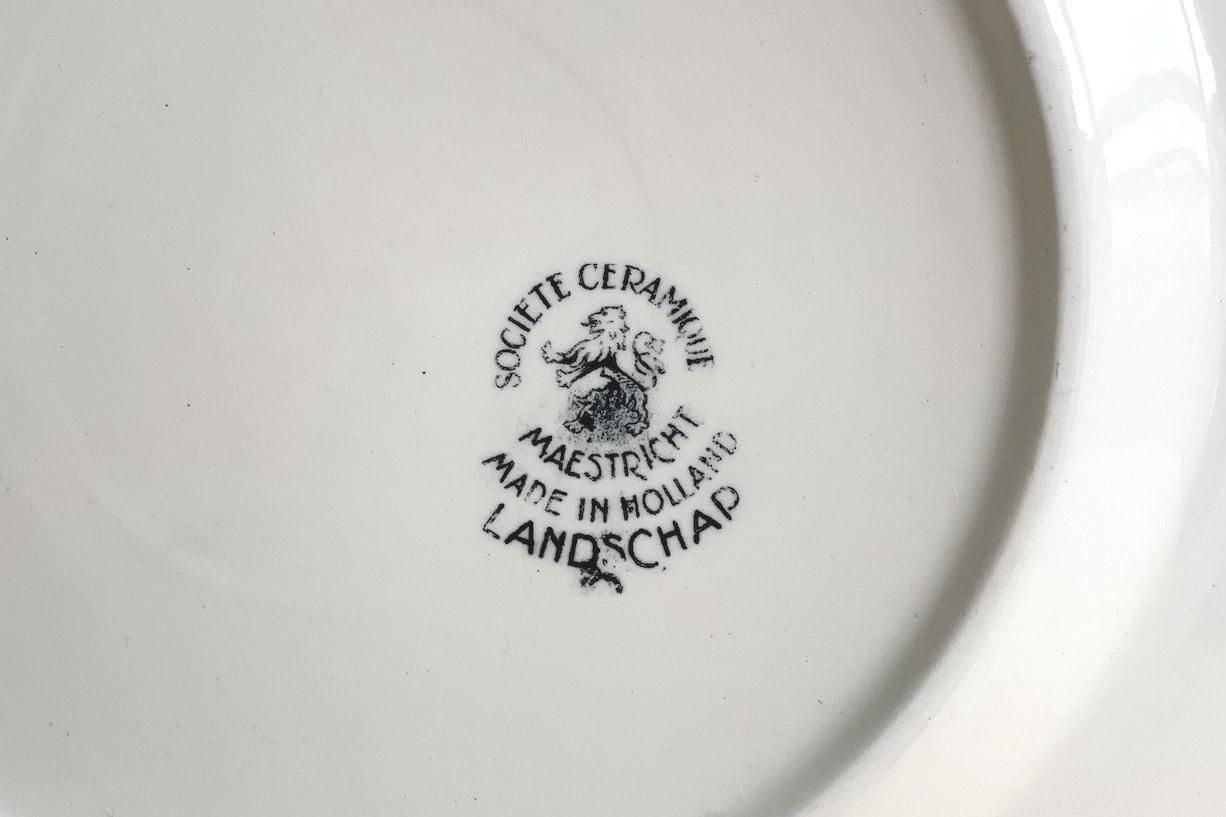 SOCIETE CERAMIQUE
MAESTRICHT
MADE IN HOLLAND
LANDSCHAP